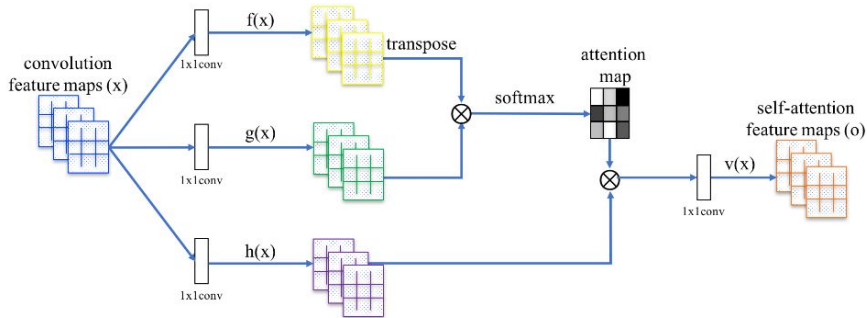 convolution
feature maps (x)
1x1conv
f(x)
transpose
1x1conv
g(x)
1x1conv
h(x)
softmax
attention
map
1x1conv
v(x)
self-attention
feature maps (o)